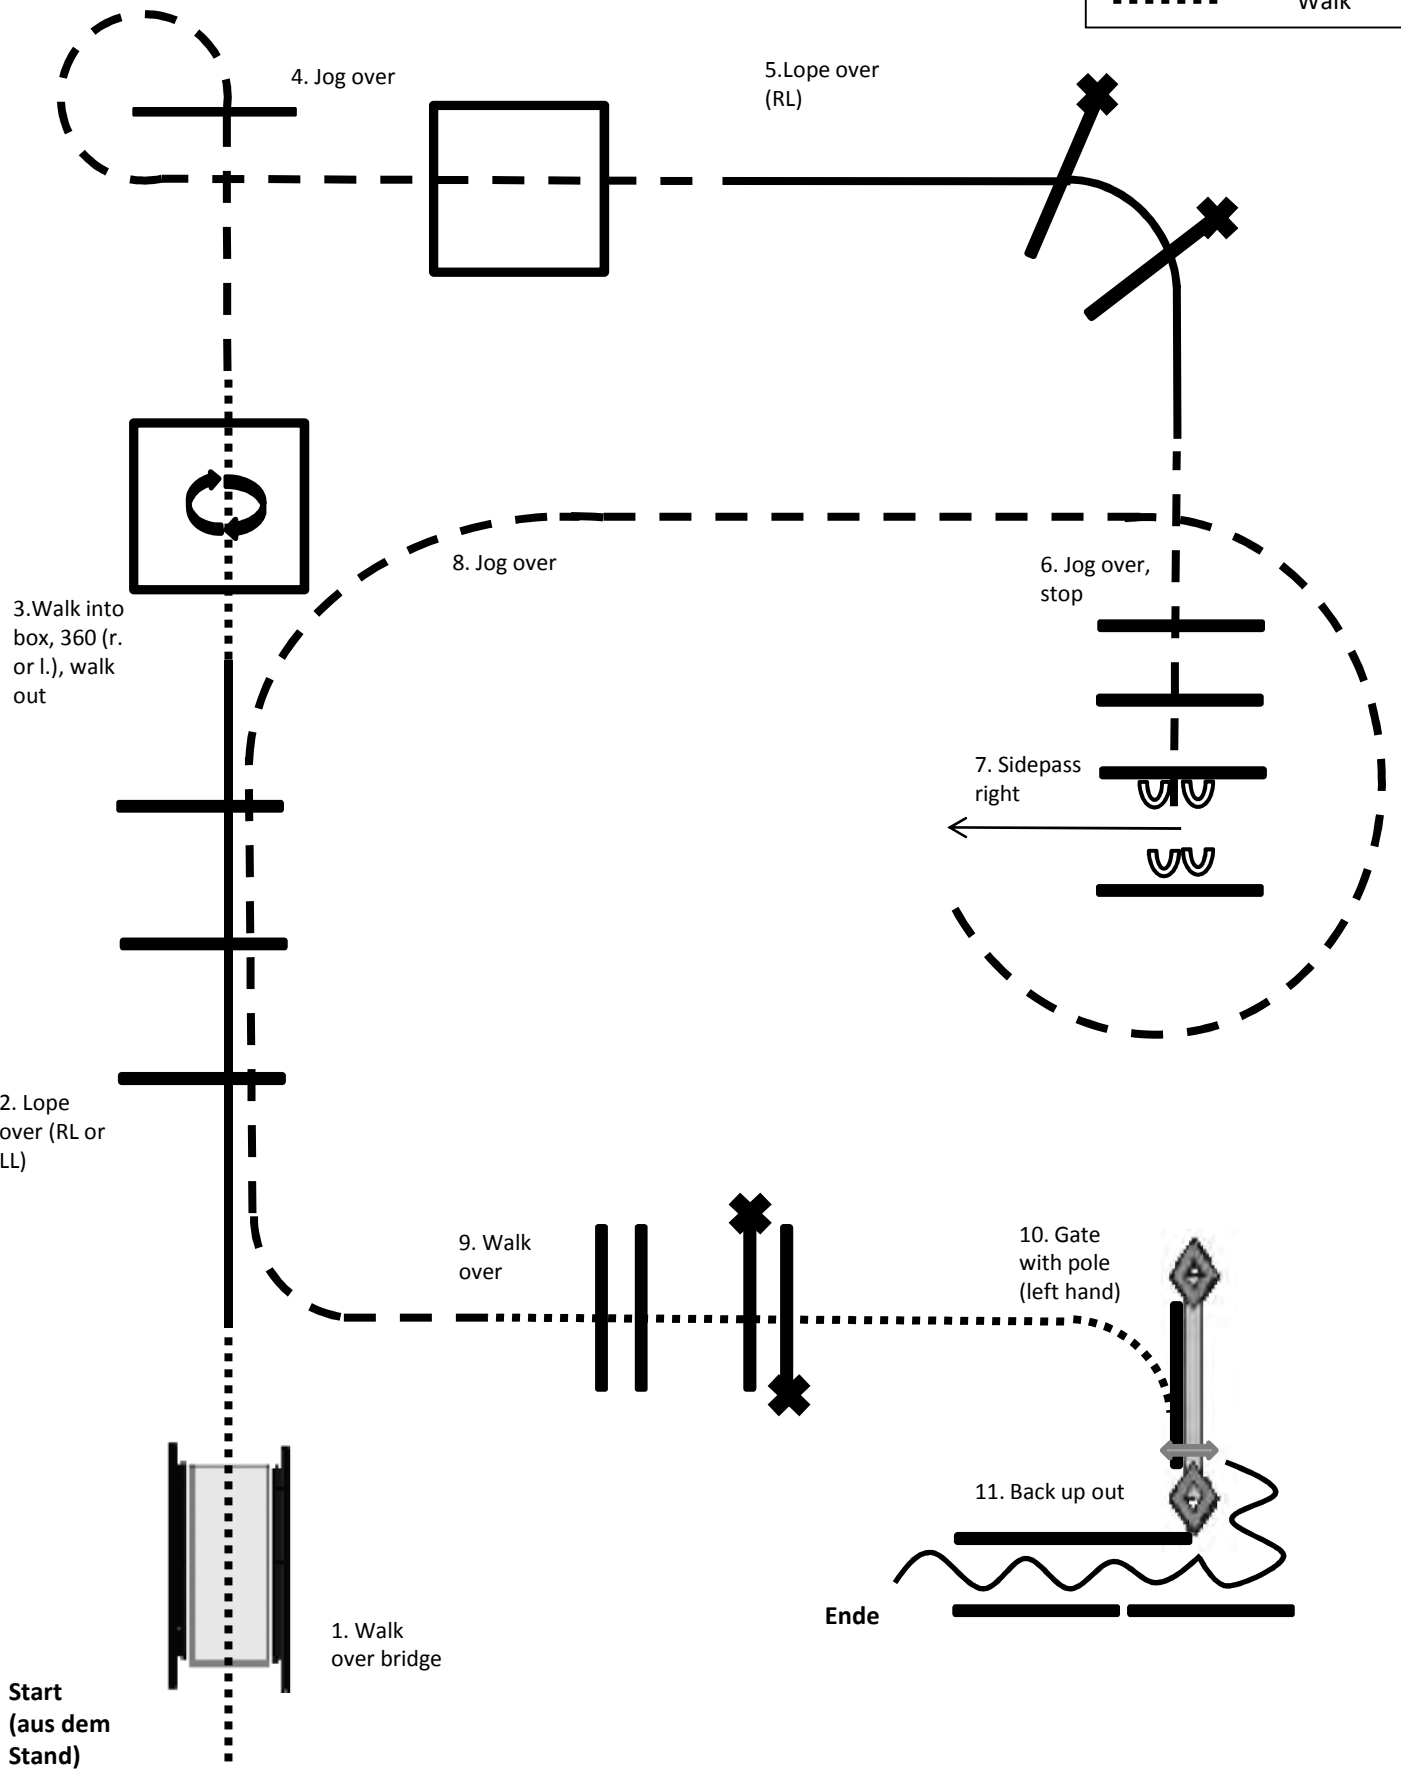 Walk
4. Jog over
5.Lope over
(RL)
8. Jog over
6. Jog over,
stop
3.Walk into
box, 360 (r.
or l.), walk
out
7. Sidepass
right
2. Lope
over (RL or
LL)
9. Walk
over
10. Gate
with pole
(left hand)
11. Back up out
Ende
1. Walk
over bridge
Start
(aus dem
Stand)